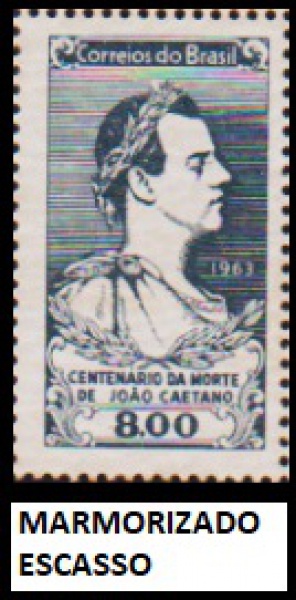 Correios do Brasil
1963
CENTENARIO DA MORTE
DE JOÃO CAETANO
8.00
MARMORIZADO
ESCASSO